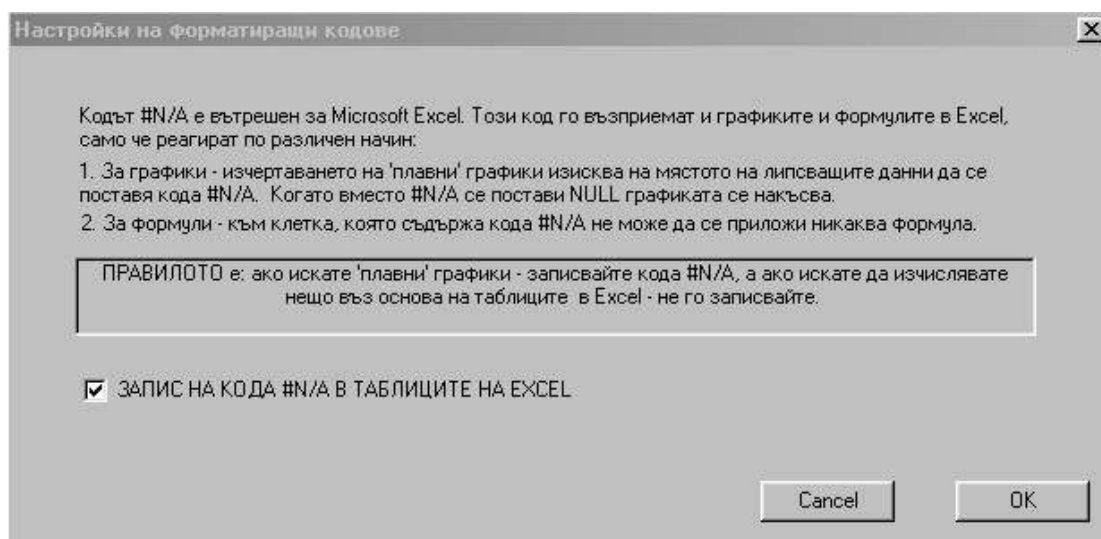 Настройки на форматиращи кодове
Кодът #N/A е вътрешен за Microsoft Excel. Този код го възприемат и графиките и формулите в Excel,
само че реагират по различен начин:
1. За графики - изчертаването на 'плавни' графики изисква на мястото на липсващите данни да се
поставя кода #N/A. Когато вместо #N/A се постави NULL графиката се накъсва.
2. За формули - към клетка, която съдържа кода #N/A не може да се приложи никаква формула.
ПРАВИЛОТО е: ако искате 'плавни' графики - записвайте кода #N/A, а ако искате да изчислявате
нещо въз основа на таблиците в Excel - не го записвайте.
ЗАПИС НА КОДА #N/A В ТАБЛИЦИТЕ НА EXCEL
Cancel OK